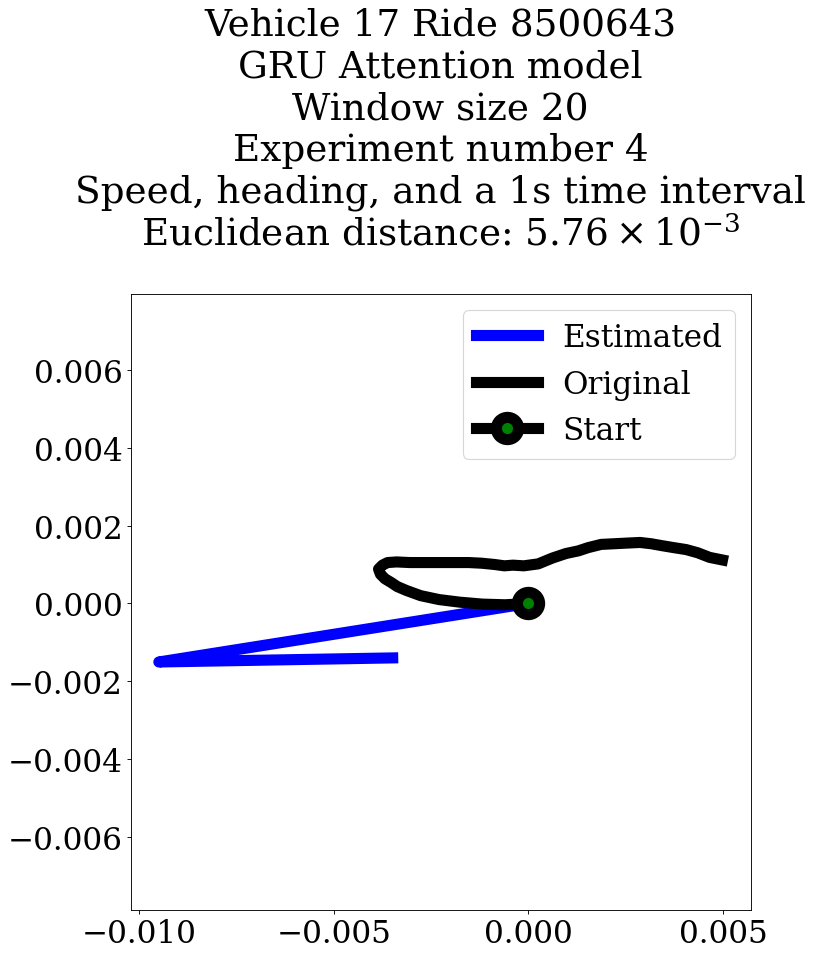 Vehicle 17 Ride 8500643
GRU Attention model
Window size 20
Experiment number 4
Speed, heading, and a 1s time interval
Euclidean distance: 5.76 × 10⁻³
Estimated
Original
Start
0.006
0.004
0.002
0.000
−0.002
−0.004
−0.006
−0.010
−0.005
0.000
0.005